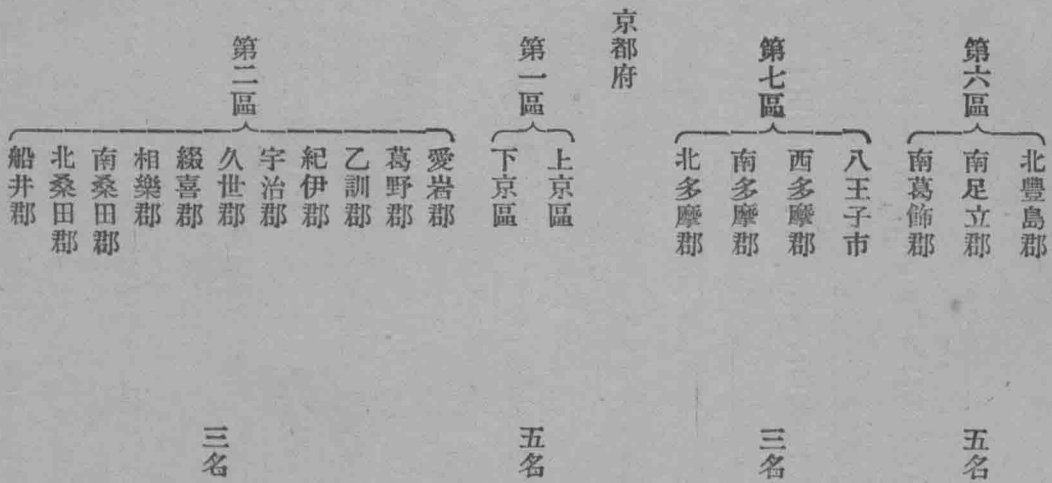 第六區
北豐島郡
南足立郡
南葛飾郡
五名
第七區
八王子市
西多摩郡
南多摩郡
北多摩郡
三名
京都府
第一區
上京區
下京區
五名
第二區
愛宕郡
葛野郡
乙訓郡
紀伊郡
宇治郡
久世郡
綴喜郡
相樂郡
南桑田郡
北桑田郡
船井郡
三名